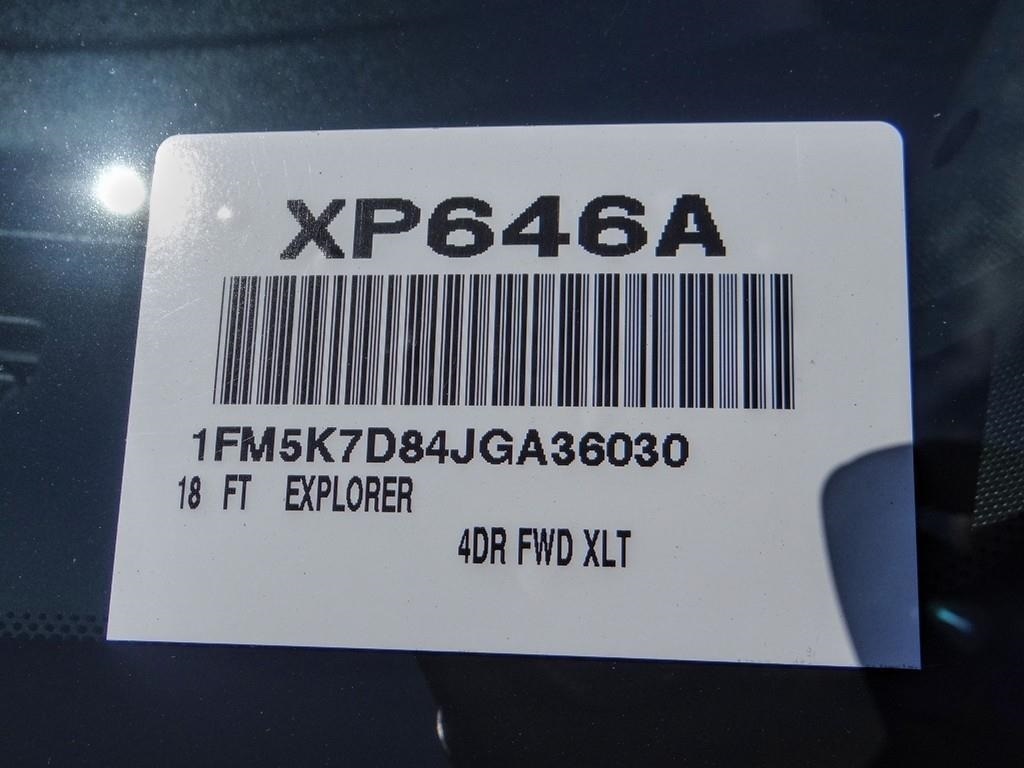 XP646A
1FM5K7D84JGA36030
18 FT EXPLORER
4DR FWD XLT